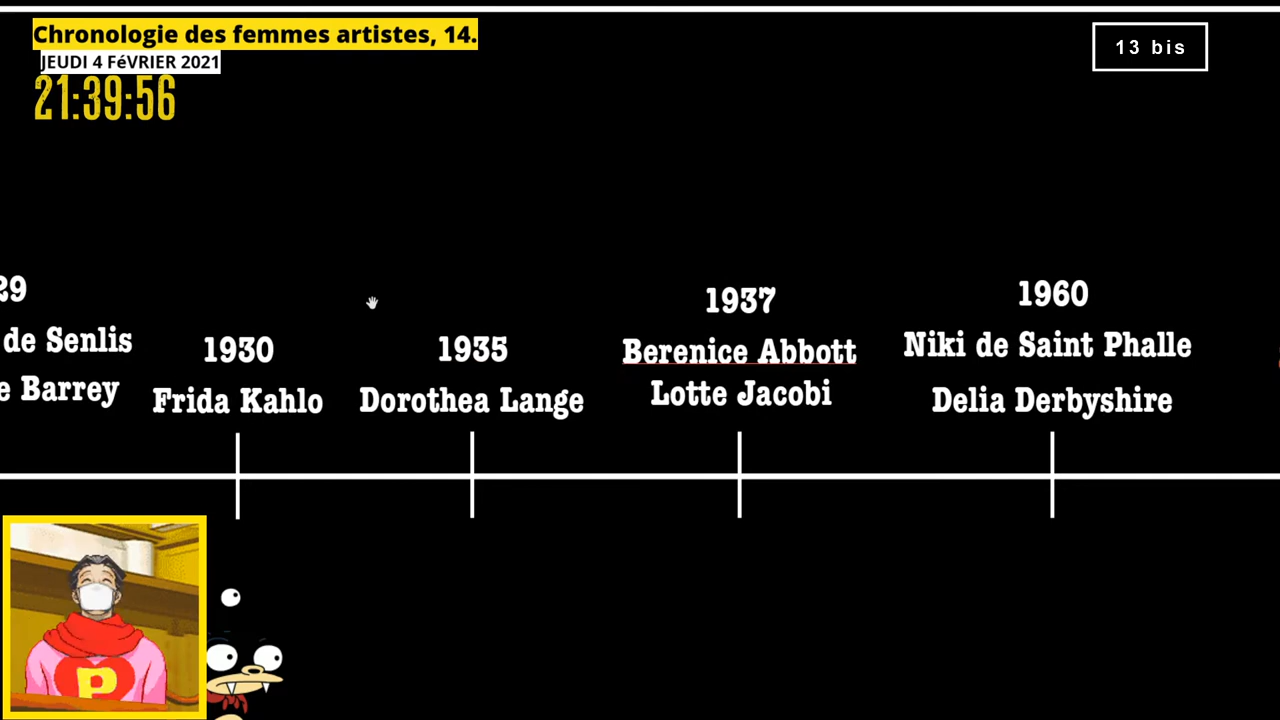 Chronologie des femmes artistes, 14.
JEUDI 4 FéVRIER 2021
21:39:56
13 bis
29
de Senlis
e Barrey
1930
Frida Kahlo
1935
Dorothea Lange
1937
Berenice Abbott
Lotte Jacobi
1960
Niki de Saint Phalle
Delia Derbyshire
P